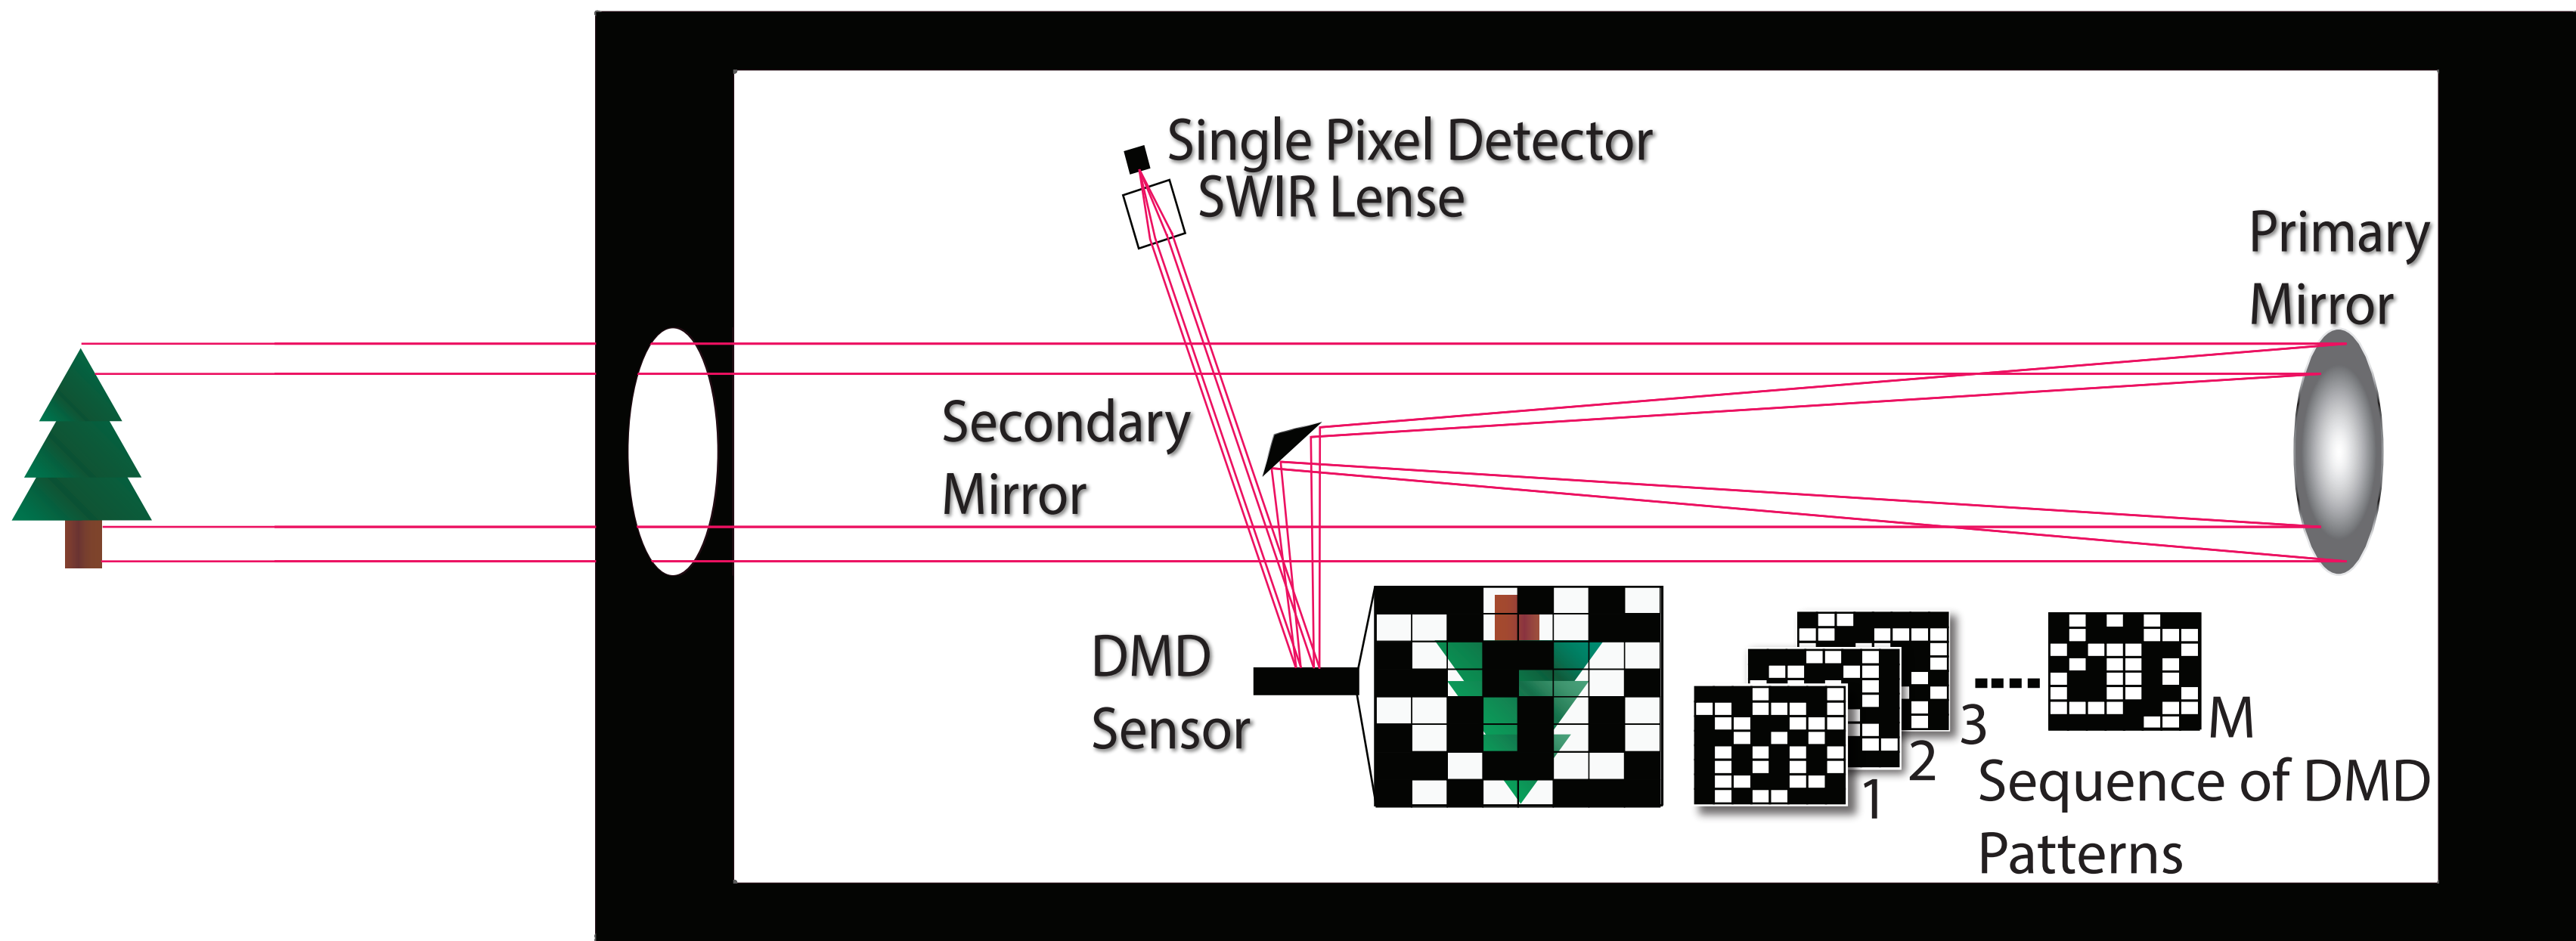 Single Pixel Detector
SWIR Lense
Primary
Mirror
Secondary
Mirror
DMD
Sensor
1
2
3
M
Sequence of DMD
Patterns